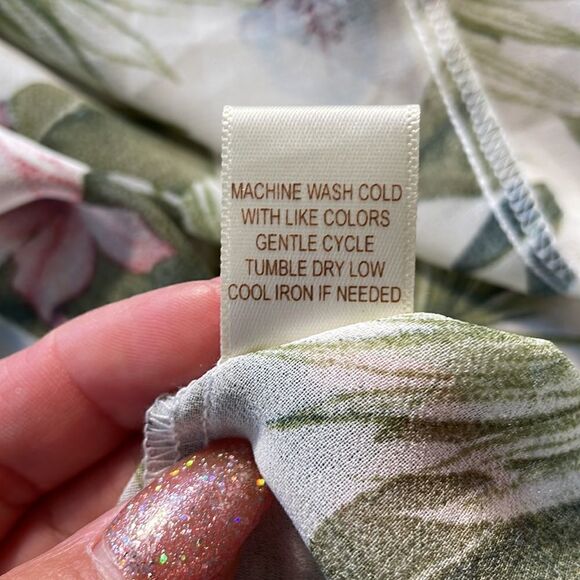 MACHINE WASH COLD
WITH LIKE COLORS
GENTLE CYCLE
TUMBLE DRY LOW
COOL IRON IF NEEDED